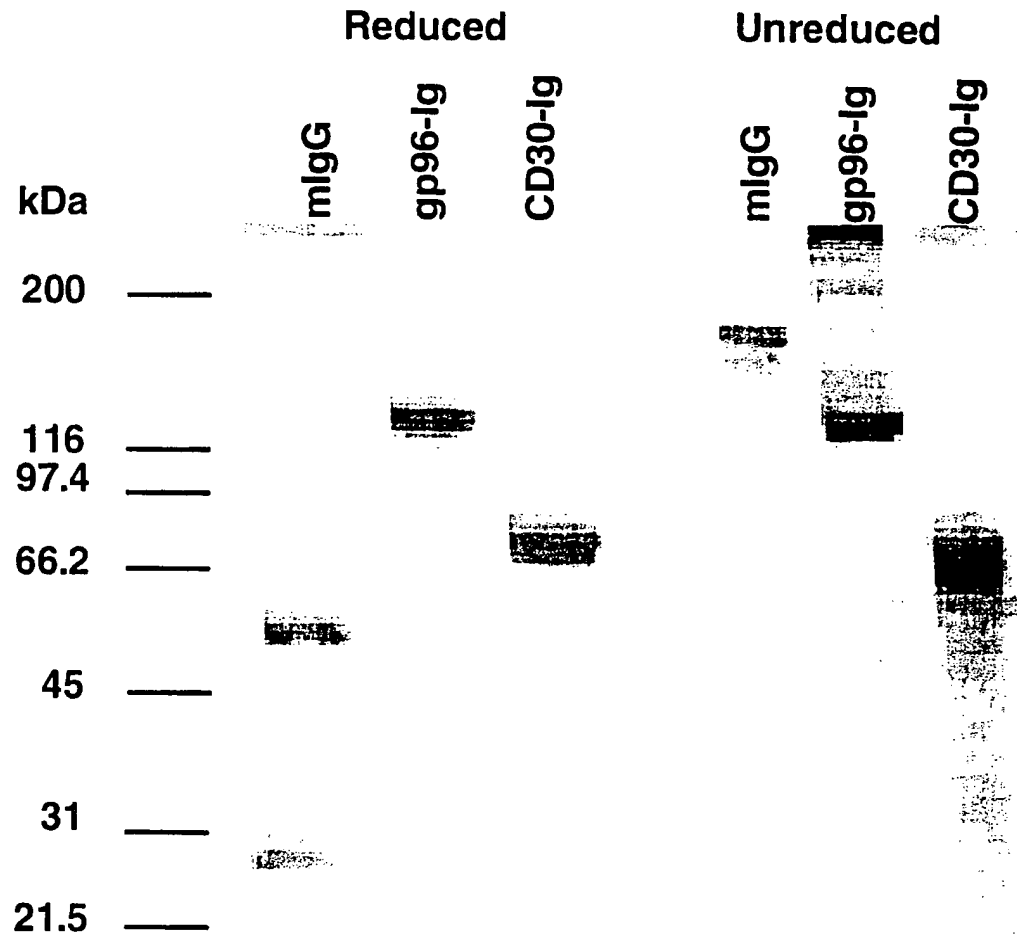 Reduced
Unreduced
mIgG
gp96-Ig
CD30-Ig
mIgG
gp96-Ig
CD30-Ig
kDa
200
116
97.4
66.2
45
31
21.5